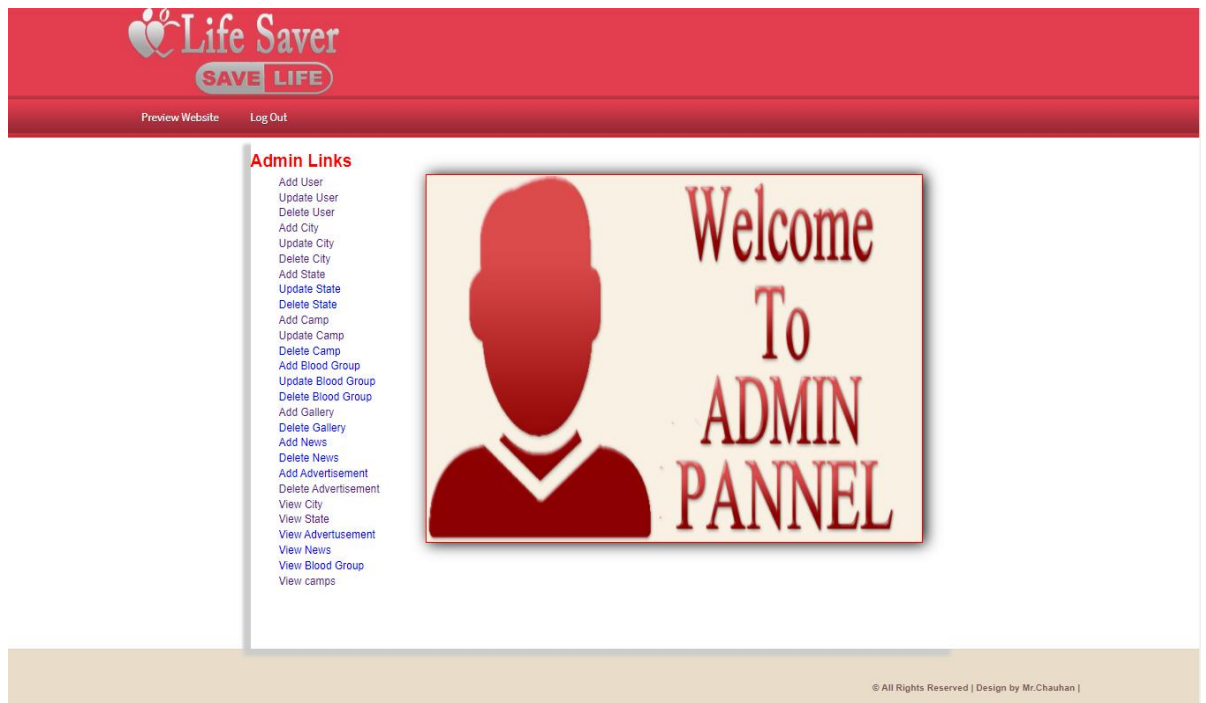 Life Saver
SAVE LIFE
Preview Website Log Out
Admin Links
Add User
Update User
Delete User
Add City
Update City
Delete City
Add State
Update State
Delete State
Add Camp
Update Camp
Delete Camp
Add Blood Group
Update Blood Group
Delete Blood Group
Add Gallery
Delete Gallery
Add News
Delete News
Add Advertisement
Delete Advertisement
View City
View State
View Advertusement
View News
View Blood Group
View camps
Welcome
To
ADMIN
PANNEL
© All Rights Reserved | Design by Mr.Chauhan |